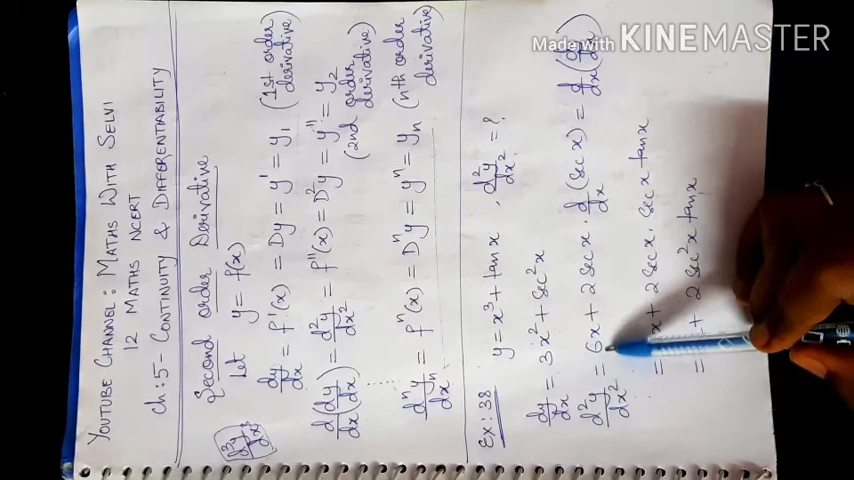 Made with KINEMASTER
YOUTUBE CHANNEL: MATHS WITH SELVI
12 MATHS NCERT
Ch: 5- CONTINUITY & DIFFERENTIABILITY
Second order Derivative
Let y = f(x)
dy/dx = f'(x) = Dy = y' = y₁ (1st order derivative)
d/dx(dy/dx) = d²y/dx² = f''(x) = D²y = y'' = y₂ (2nd order derivative)
dⁿy/dxⁿ = fⁿ(x) = Dⁿy = yⁿ = yₙ (nth order derivative)
Ex: 38 y = x³ + tan x , d²y/dx² = ?
dy/dx = 3x² + sec²x
d²y/dx² = 6x + 2 sec x . d/dx (sec x) = d/dx (dy/dx)
= x + 2 sec x . sec x tan x
= + 2 sec²x tan x